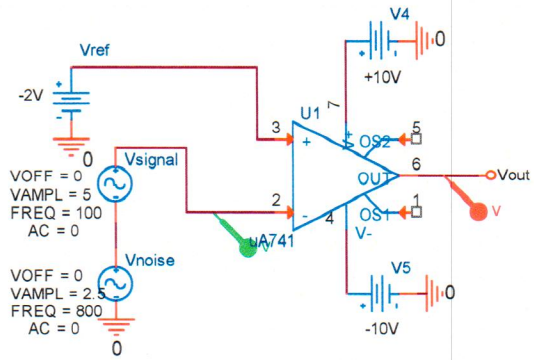 V4
0
+10V
Vref
-2V
0
7
U1
3
+
V+
OS2
5
6
OUT
Vout
Vsignal
VOFF = 0
VAMPL = 5
FREQ = 100
AC = 0
2
-
OS1
1
4
V-
uA741
V
V
Vnoise
VOFF = 0
VAMPL = 2.5
FREQ = 800
AC = 0
0
V5
0
-10V